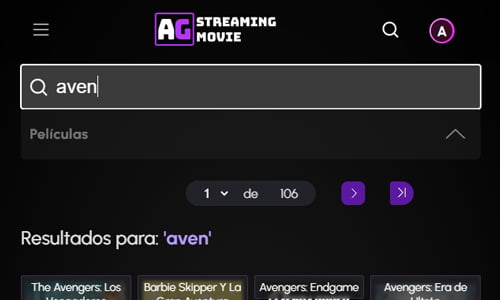 AG STREAMING
MOVIE
A
aven
Películas
1 de 106
Resultados para: 'aven'
The Avengers: Los Vengadores
Barbie Skipper Y La Gran Aventura
Avengers: Endgame
Avengers: Era de Ultrón